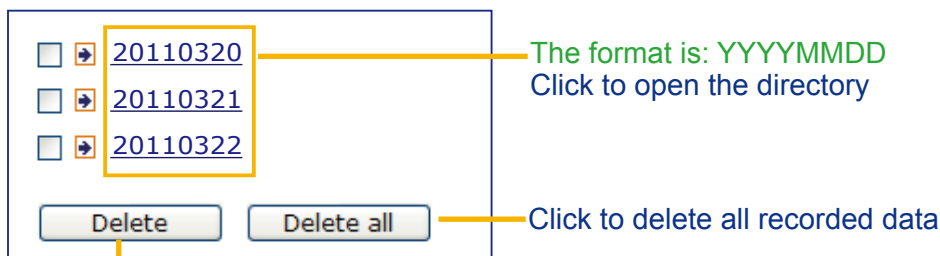 20110320
The format is: YYYYMMDD
Click to open the directory
20110321
20110322
Delete
Delete all
Click to delete all recorded data